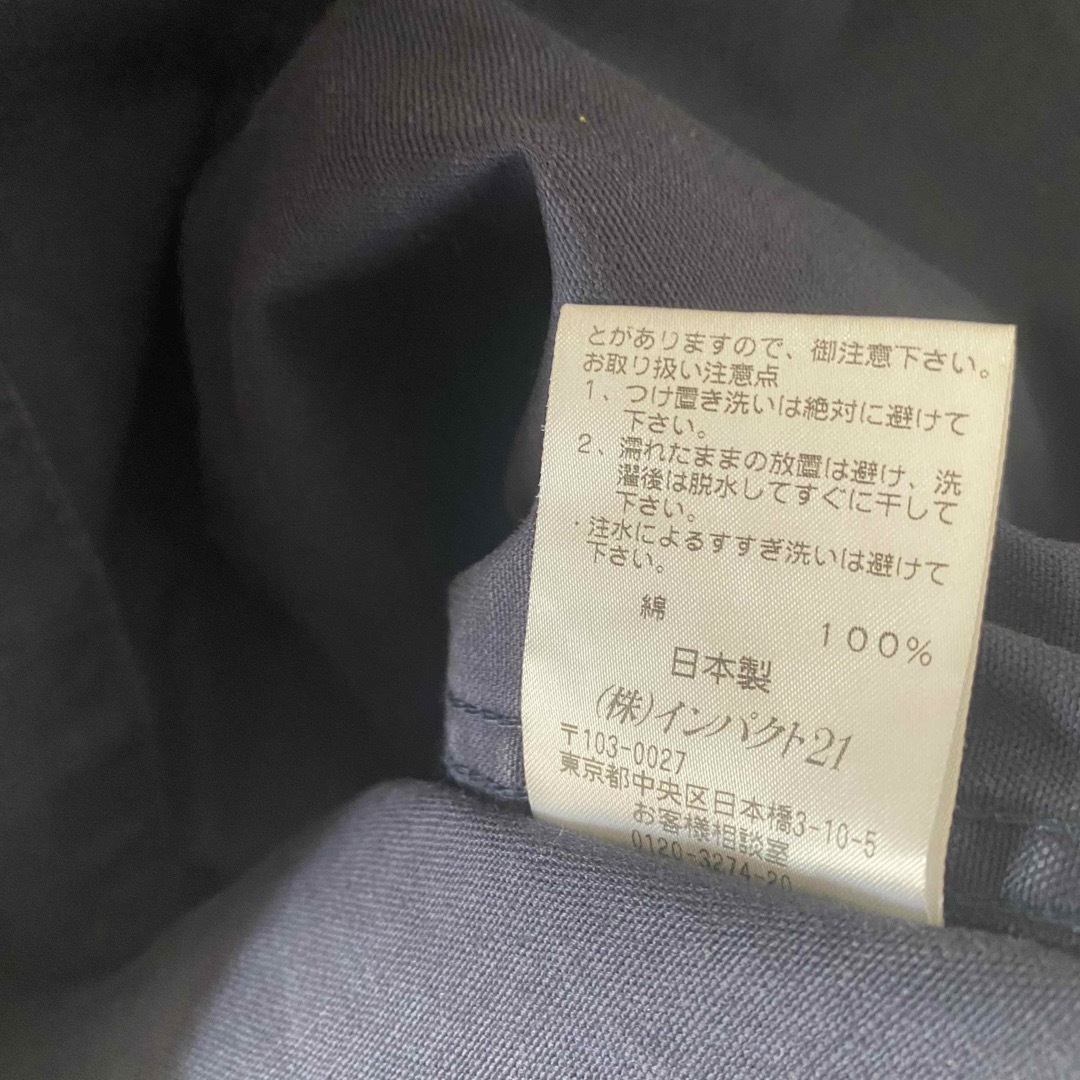 とがありますので、御注意下さい。
お取り扱い注意点
1、つけ置き洗いは絶対に避けて
下さい。
2、濡れたままの放置は避け、洗
濯後は脱水してすぐに干して
下さい。
・注水によるすすぎ洗いは避けて
下さい。
綿 100%
日本製
(株)インパクト21
〒103-0027
東京都中央区日本橋3-10-5
お客様相談室
0120-3274-20